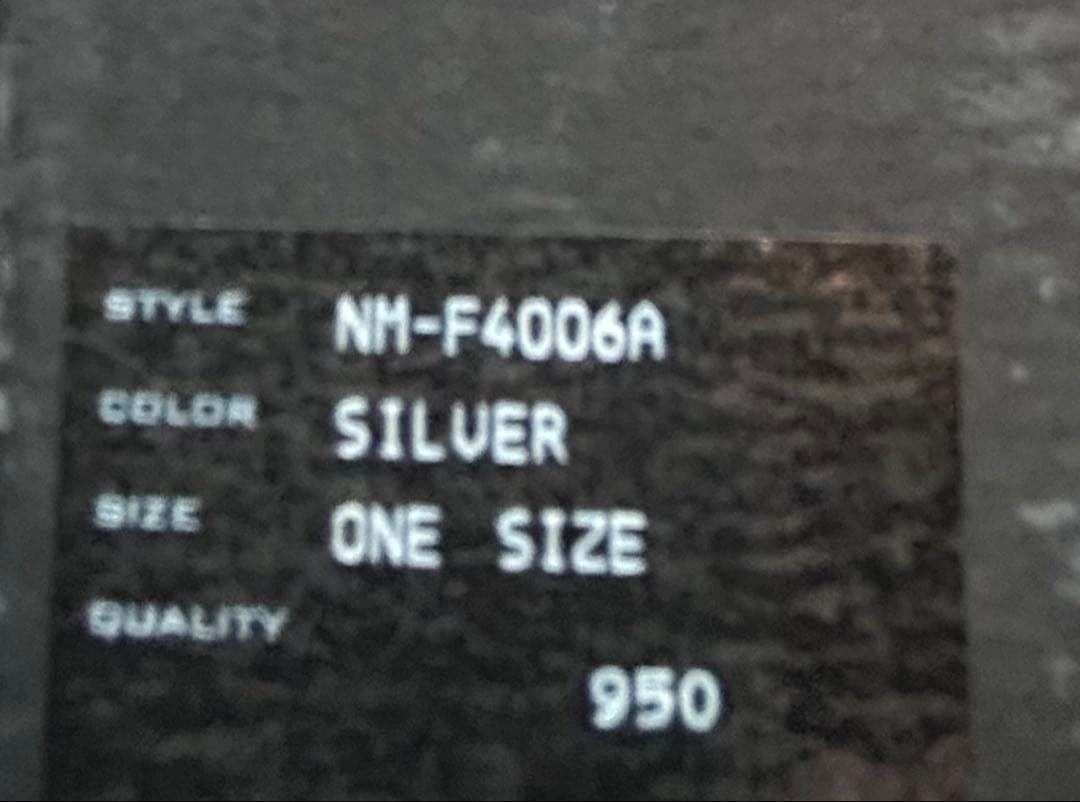 STYLE NM-F4006A
COLOR SILVER
SIZE ONE SIZE
QUALITY
950